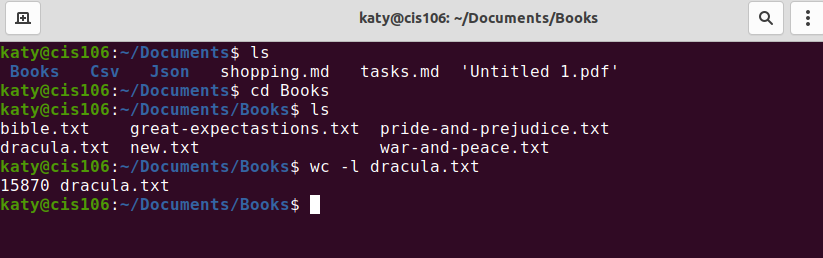 katy@cis106: ~/Documents/Books
katy@cis106:~/Documents$ ls
Books   Csv   Json   shopping.md   tasks.md  'Untitled 1.pdf'
katy@cis106:~/Documents$ cd Books
katy@cis106:~/Documents/Books$ ls
bible.txt    great-expectastions.txt  pride-and-prejudice.txt
dracula.txt  new.txt                  war-and-peace.txt
katy@cis106:~/Documents/Books$ wc -l dracula.txt
15870 dracula.txt
katy@cis106:~/Documents/Books$